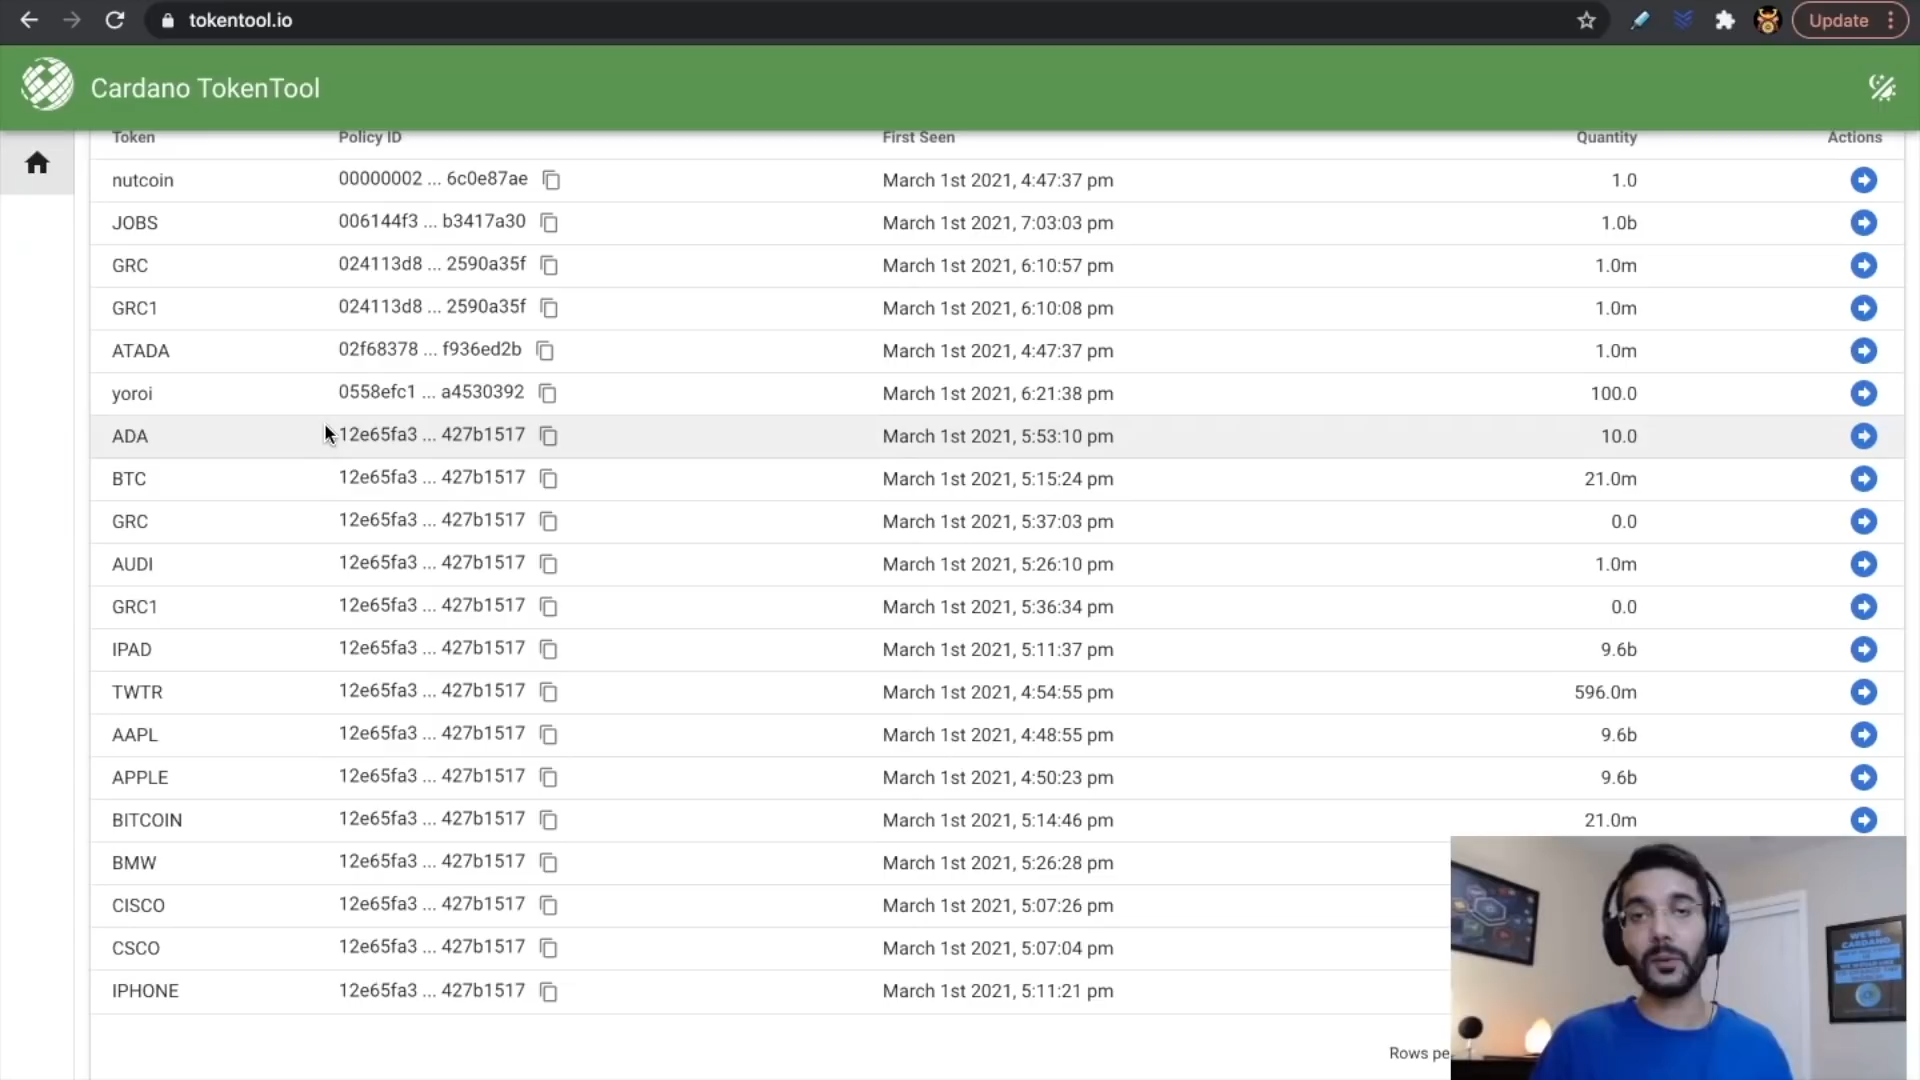 tokentool.io
Update
Cardano TokenTool
Token Policy ID First Seen Quantity Actions
nutcoin 00000002 ... 6c0e87ae March 1st 2021, 4:47:37 pm 1.0
JOBS 006144f3 ... b3417a30 March 1st 2021, 7:03:03 pm 1.0b
GRC 024113d8 ... 2590a35f March 1st 2021, 6:10:57 pm 1.0m
GRC1 024113d8 ... 2590a35f March 1st 2021, 6:10:08 pm 1.0m
ATADA 02f68378 ... f936ed2b March 1st 2021, 4:47:37 pm 1.0m
yoroi 0558efc1 ... a4530392 March 1st 2021, 6:21:38 pm 100.0
ADA 12e65fa3 ... 427b1517 March 1st 2021, 5:53:10 pm 10.0
BTC 12e65fa3 ... 427b1517 March 1st 2021, 5:15:24 pm 21.0m
GRC 12e65fa3 ... 427b1517 March 1st 2021, 5:37:03 pm 0.0
AUDI 12e65fa3 ... 427b1517 March 1st 2021, 5:26:10 pm 1.0m
GRC1 12e65fa3 ... 427b1517 March 1st 2021, 5:36:34 pm 0.0
IPAD 12e65fa3 ... 427b1517 March 1st 2021, 5:11:37 pm 9.6b
TWTR 12e65fa3 ... 427b1517 March 1st 2021, 4:54:55 pm 596.0m
AAPL 12e65fa3 ... 427b1517 March 1st 2021, 4:48:55 pm 9.6b
APPLE 12e65fa3 ... 427b1517 March 1st 2021, 4:50:23 pm 9.6b
BITCOIN 12e65fa3 ... 427b1517 March 1st 2021, 5:14:46 pm 21.0m
BMW 12e65fa3 ... 427b1517 March 1st 2021, 5:26:28 pm
CISCO 12e65fa3 ... 427b1517 March 1st 2021, 5:07:26 pm
CSCO 12e65fa3 ... 427b1517 March 1st 2021, 5:07:04 pm
IPHONE 12e65fa3 ... 427b1517 March 1st 2021, 5:11:21 pm
Rows pe
WE'RE
CARDANO